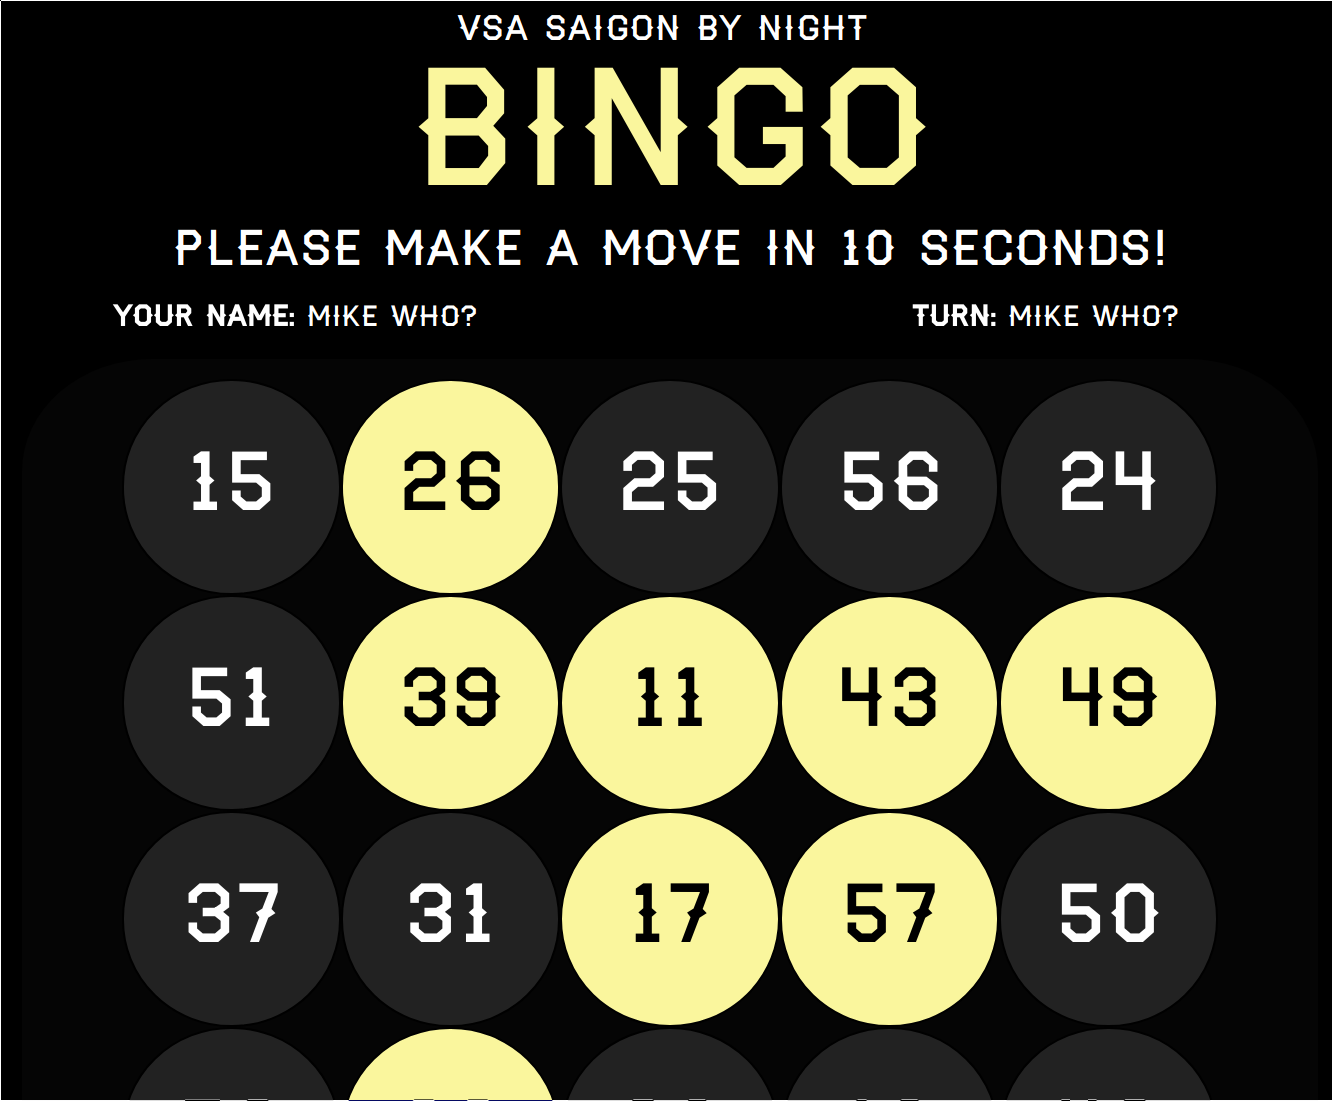 VSA SAIGON BY NIGHT
BINGO
PLEASE MAKE A MOVE IN 10 SECONDS!
YOUR NAME: MIKE WHO? TURN: MIKE WHO?
15 26 25 56 24
51 39 11 43 49
37 31 17 57 50